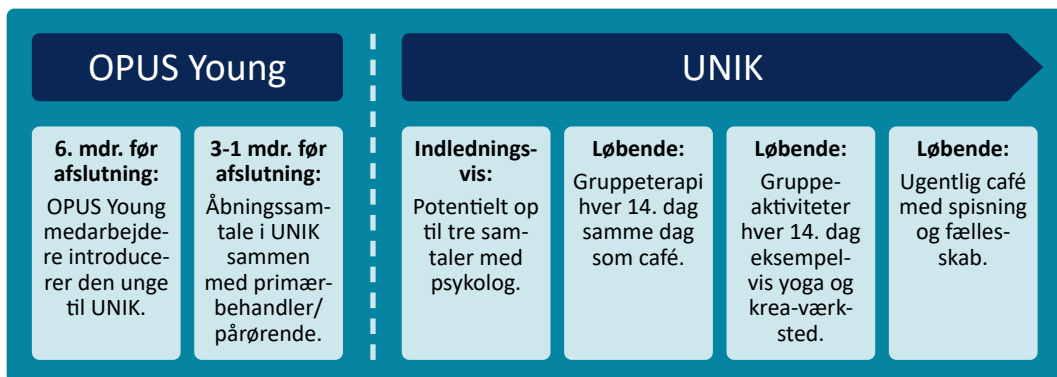 OPUS Young
UNIK
6. mdr. før
afslutning:
OPUS Young
medarbejde-
re introduce-
rer den unge
til UNIK.
3-1 mdr. før
afslutning:
Åbningssam-
tale i UNIK
sammen
med primær-
behandler/
pårørende.
Indlednings-
vis:
Potentielt op
til tre sam-
taler med
psykolog.
Løbende:
Gruppeterapi
hver 14. dag
samme dag
som café.
Løbende:
Gruppe-
aktiviteter
hver 14. dag
eksempel-
vis yoga og
krea-værk-
sted.
Løbende:
Ugentlig café
med spisning
og fælles-
skab.